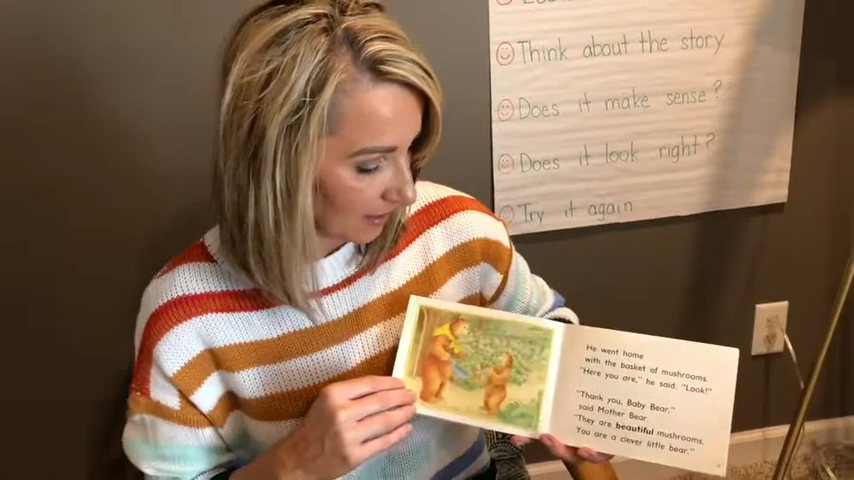 Think about the story
Does it make sense?
Does it look right?
Try it again
He went home
with the basket of mushrooms.
"Here you are," he said. "Look!"
"Thank you, Baby Bear,"
said Mother Bear.
"They are beautiful mushrooms.
You are a clever little bear."